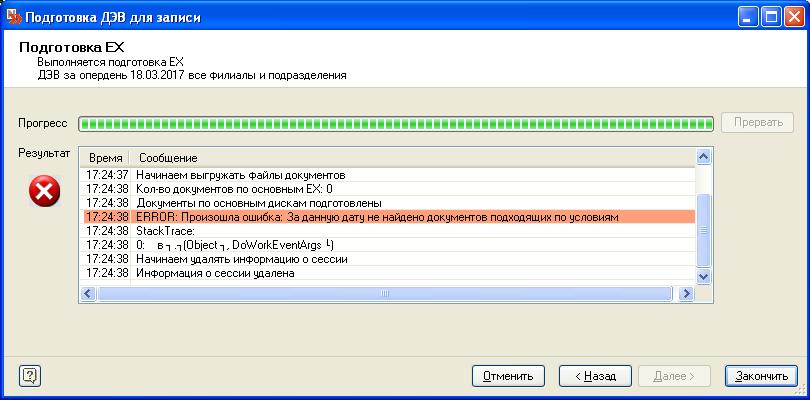 Подготовка ДЭВ для записи
Подготовка ЕХ
Выполняется подготовка ЕХ
ДЭВ за опердень 18.03.2017 все филиалы и подразделения
Прогресс
Прервать
Результат
Время Сообщение
17:24:37 Начинаем выгружать файлы документов
17:24:38 Кол-во документов по основным ЕХ: 0
17:24:38 Документы по основным дискам подготовлены
17:24:38 ERROR: Произошла ошибка: За данную дату не найдено документов подходящих по условиям
17:24:38 StackTrace:
17:24:38 0: в ┐.┐(Object ┐, DoWorkEventArgs └)
17:24:38 Начинаем удалять информацию о сессии
17:24:38 Информация о сессии удалена
?
Отменить
< Назад
Далее >
Закончить